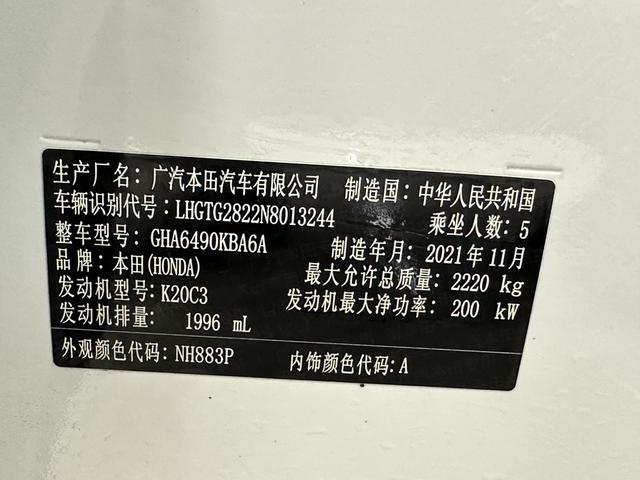 生产厂名：广汽本田汽车有限公司 制造国：中华人民共和国
车辆识别代号：LHGTG2822N8013244 乘坐人数：5
整车型号：GHA6490KBA6A 制造年月：2021年11月
品牌：本田(HONDA) 最大允许总质量：2220 kg
发动机型号：K20C3 发动机最大净功率：200 kW
发动机排量： 1996 mL
外观颜色代码：NH883P 内饰颜色代码：A